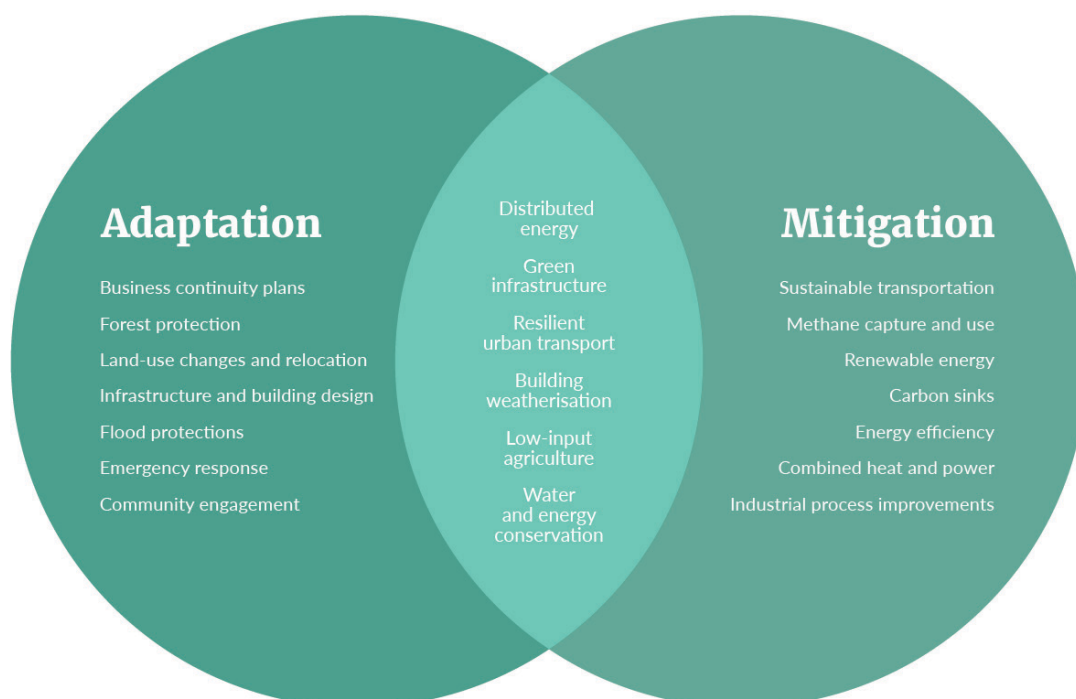 Adaptation
Business continuity plans
Forest protection
Land-use changes and relocation
Infrastructure and building design
Flood protections
Emergency response
Community engagement
Distributed
energy
Green
infrastructure
Resilient
urban transport
Building
weatherisation
Low-input
agriculture
Water
and energy
conservation
Mitigation
Sustainable transportation
Methane capture and use
Renewable energy
Carbon sinks
Energy efficiency
Combined heat and power
Industrial process improvements